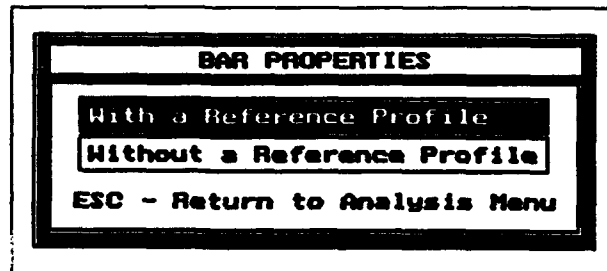 BAR PROPERTIES
With a Reference Profile
Without a Reference Profile
ESC - Return to Analysis Menu